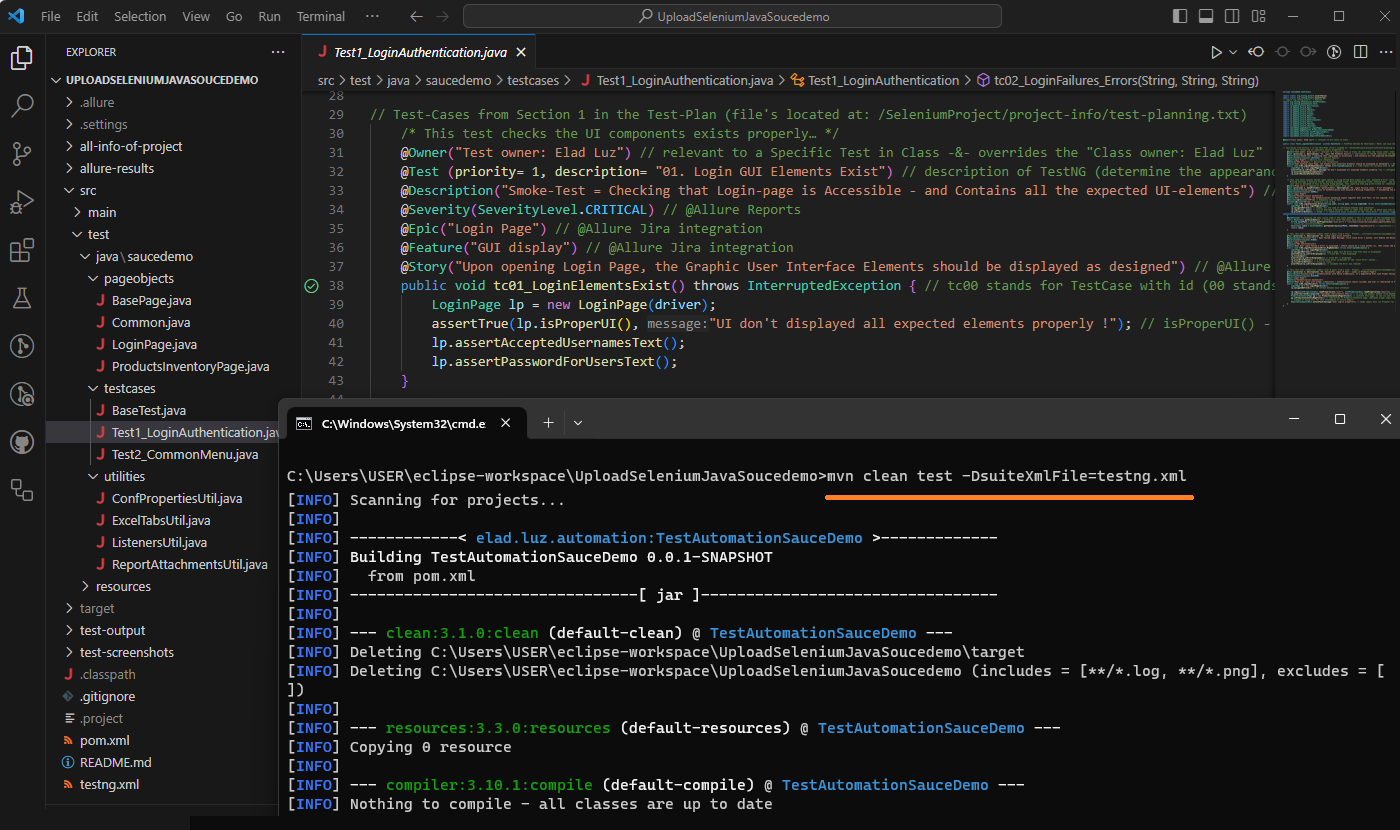 File Edit Selection View Go Run Terminal ··· UploadSeleniumJavaSoucedemo
EXPLORER ···
UPLOADSELENIUMJAVASOUCEDEMO
.allure
.settings
all-info-of-project
allure-results
src
main
test
java\saucedemo
pageobjects
BasePage.java
Common.java
LoginPage.java
ProductsInventoryPage.java
testcases
BaseTest.java
Test1_LoginAuthentication.jav
Test2_CommonMenu.java
utilities
ConfPropertiesUtil.java
ExcelTabsUtil.java
ListenersUtil.java
ReportAttachmentsUtil.java
resources
target
test-output
test-screenshots
.classpath
.gitignore
.project
pom.xml
README.md
testng.xml
Test1_LoginAuthentication.java
src > test > java > saucedemo > testcases > Test1_LoginAuthentication.java > Test1_LoginAuthentication > tc02_LoginFailures_Errors(String, String, String)
28
29 // Test-Cases from Section 1 in the Test-Plan (file's located at: /SeleniumProject/project-info/test-planning.txt)
30 /* This test checks the UI components exists properly… */
31 @Owner("Test owner: Elad Luz") // relevant to a Specific Test in Class -&- overrides the "Class owner: Elad Luz"
32 @Test (priority= 1, description= "01. Login GUI Elements Exist") // description of TestNG (determine the appearanc
33 @Description("Smoke-Test = Checking that Login-page is Accessible - and Contains all the expected UI-elements") //
34 @Severity(SeverityLevel.CRITICAL) // @Allure Reports
35 @Epic("Login Page") // @Allure Jira integration
36 @Feature("GUI display") // @Allure Jira integration
37 @Story("Upon opening Login Page, the Graphic User Interface Elements should be displayed as designed") // @Allure
38 public void tc01_LoginElementsExist() throws InterruptedException { // tc00 stands for TestCase with id (00 stands
39 LoginPage lp = new LoginPage(driver);
40 assertTrue(lp.isProperUI(), message:"UI don't displayed all expected elements properly !"); // isProperUI() -
41 lp.assertAcceptedUsernamesText();
42 lp.assertPasswordForUsersText();
43 }
44
C:\Windows\System32\cmd.e
C:\Users\USER\eclipse-workspace\UploadSeleniumJavaSoucedemo>mvn clean test -DsuiteXmlFile=testng.xml
[INFO] Scanning for projects...
[INFO]
[INFO] ------------< elad.luz.automation:TestAutomationSauceDemo >-------------
[INFO] Building TestAutomationSauceDemo 0.0.1-SNAPSHOT
[INFO]   from pom.xml
[INFO] --------------------------------[ jar ]---------------------------------
[INFO]
[INFO] --- clean:3.1.0:clean (default-clean) @ TestAutomationSauceDemo ---
[INFO] Deleting C:\Users\USER\eclipse-workspace\UploadSeleniumJavaSoucedemo\target
[INFO] Deleting C:\Users\USER\eclipse-workspace\UploadSeleniumJavaSoucedemo (includes = [**/*.log, **/*.png], excludes = [
])
[INFO]
[INFO] --- resources:3.3.0:resources (default-resources) @ TestAutomationSauceDemo ---
[INFO] Copying 0 resource
[INFO]
[INFO] --- compiler:3.10.1:compile (default-compile) @ TestAutomationSauceDemo ---
[INFO] Nothing to compile - all classes are up to date